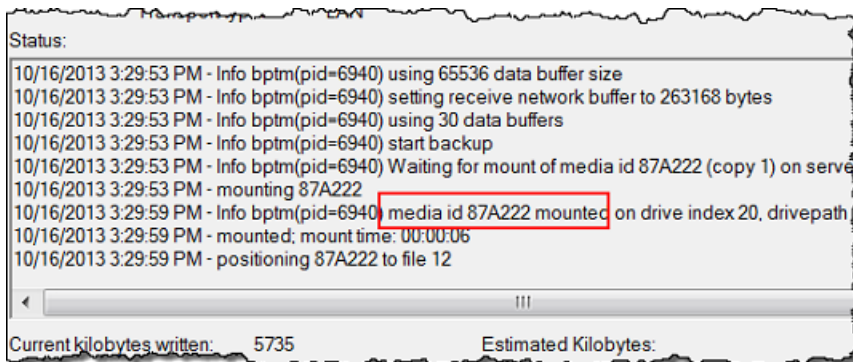 Status:
10/16/2013 3:29:53 PM - Info bptm(pid=6940) using 65536 data buffer size
10/16/2013 3:29:53 PM - Info bptm(pid=6940) setting receive network buffer to 263168 bytes
10/16/2013 3:29:53 PM - Info bptm(pid=6940) using 30 data buffers
10/16/2013 3:29:53 PM - Info bptm(pid=6940) start backup
10/16/2013 3:29:53 PM - Info bptm(pid=6940) Waiting for mount of media id 87A222 (copy 1) on serve
10/16/2013 3:29:53 PM - mounting 87A222
10/16/2013 3:29:59 PM - Info bptm(pid=6940) media id 87A222 mounted on drive index 20, drivepath
10/16/2013 3:29:59 PM - mounted; mount time: 00:00:06
10/16/2013 3:29:59 PM - positioning 87A222 to file 12
Current kilobytes written: 5735 Estimated Kilobytes: